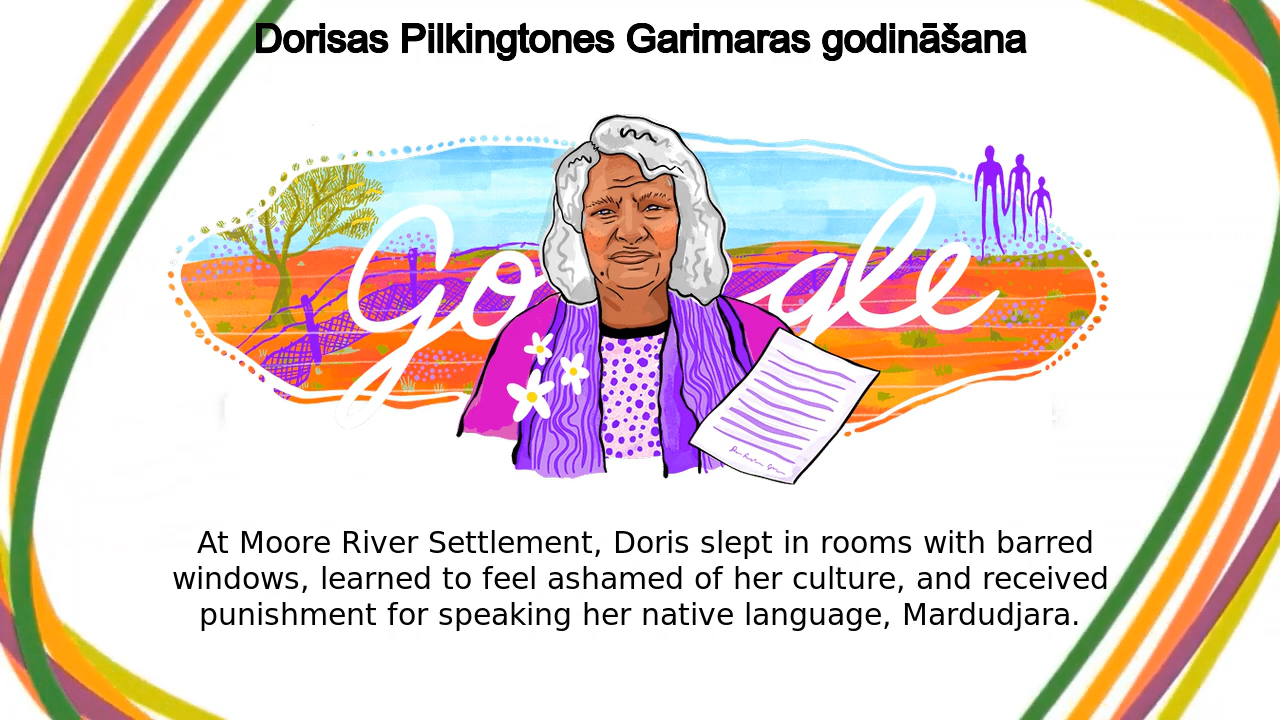 Dorisas Pilkingtones Garimaras godināšana
Google
At Moore River Settlement, Doris slept in rooms with barred
windows, learned to feel ashamed of her culture, and received
punishment for speaking her native language, Mardudjara.